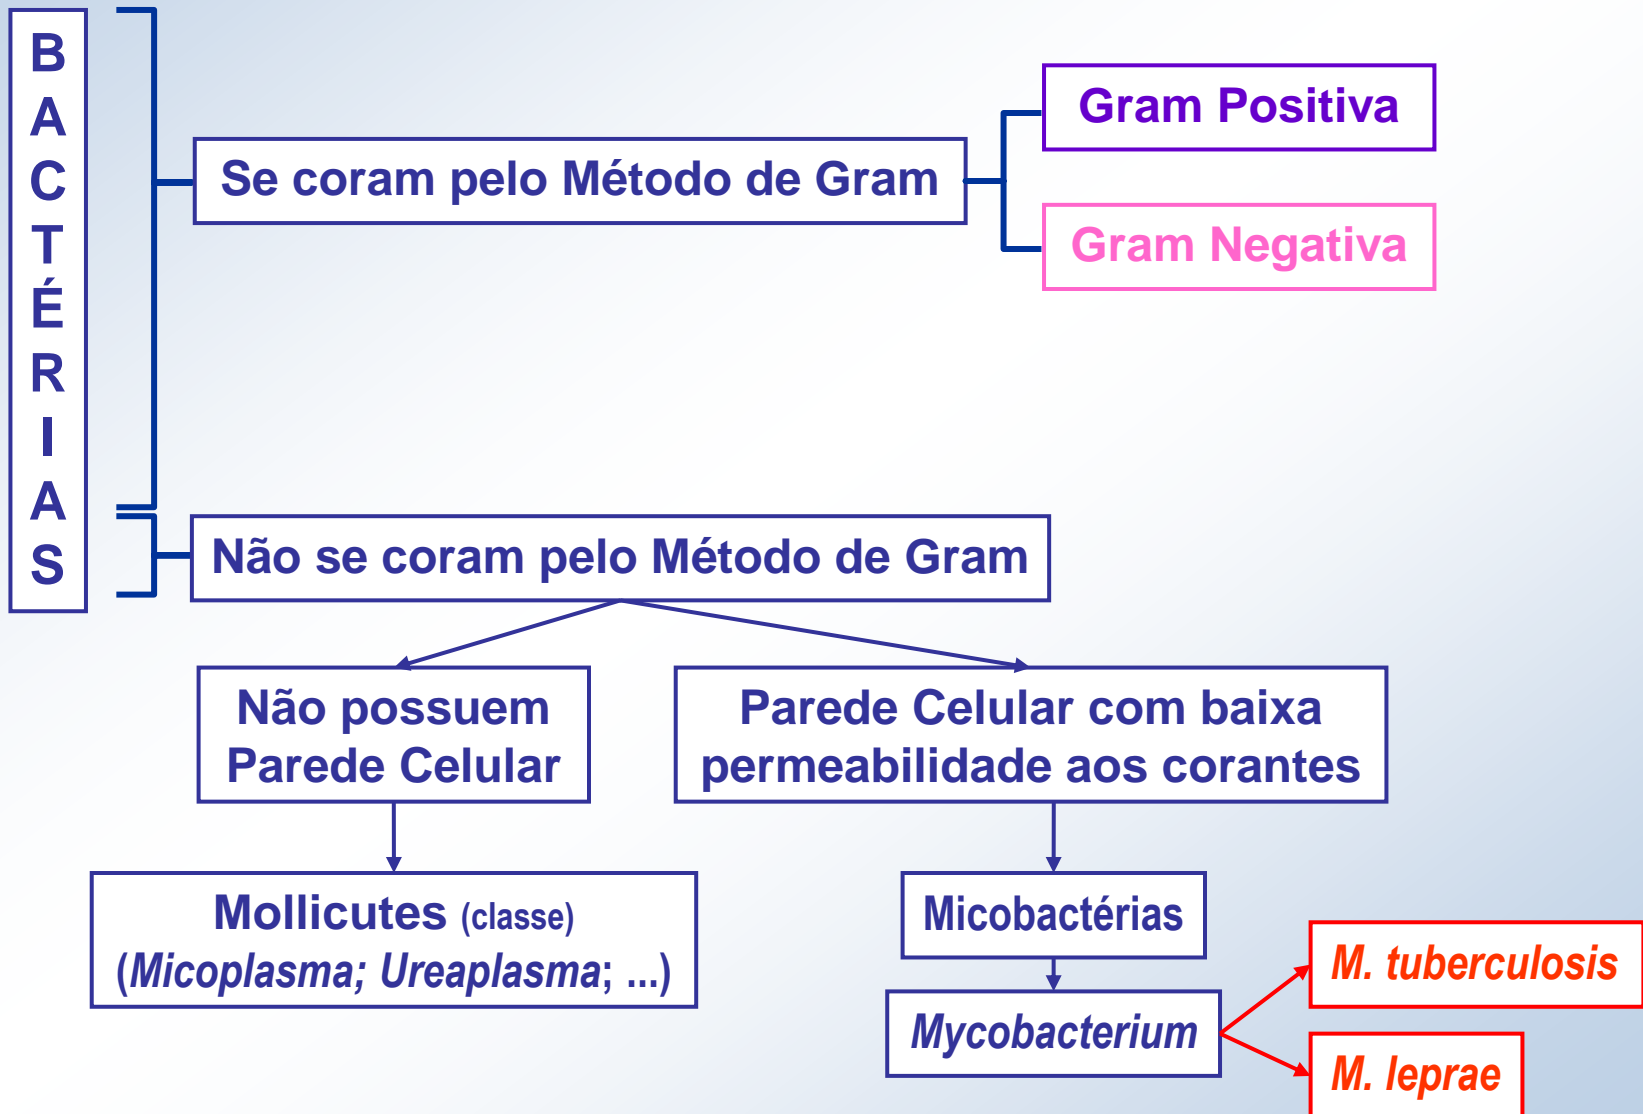 BACTÉRIAS
Se coram pelo Método de Gram
Gram Positiva
Gram Negativa
Não se coram pelo Método de Gram
Não possuem
Parede Celular
Parede Celular com baixa
permeabilidade aos corantes
Mollicutes (classe)
(Micoplasma; Ureaplasma; ...)
Micobactérias
Mycobacterium
M. tuberculosis
M. leprae